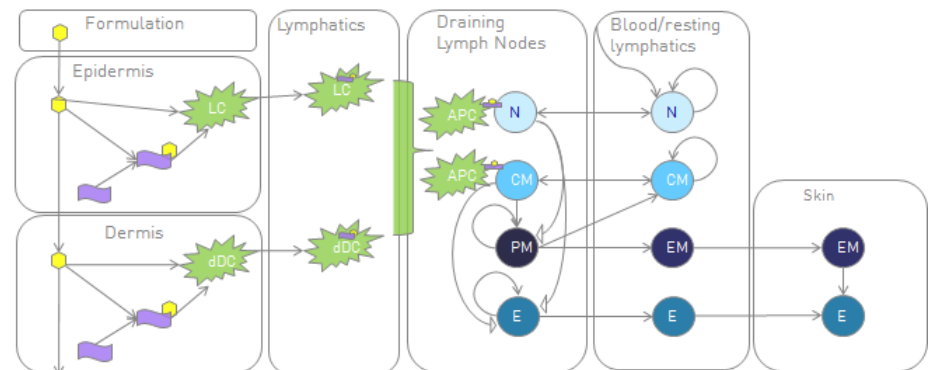 Formulation
Epidermis
LC
Dermis
dDC
Lymphatics
LC
dDC
Draining
Lymph Nodes
APC
N
APC
CM
PM
E
Blood/resting
lymphatics
N
CM
EM
E
Skin
EM
E